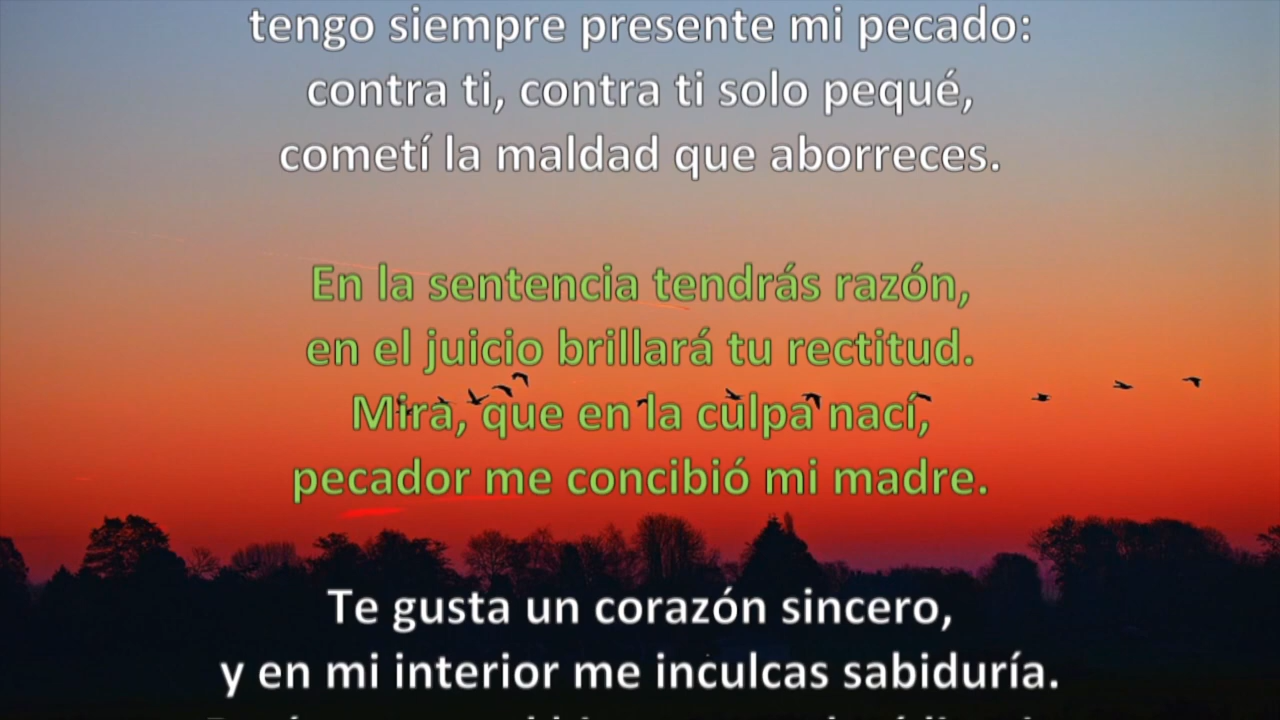 tengo siempre presente mi pecado:
contra ti, contra ti solo pequé,
cometí la maldad que aborreces.
En la sentencia tendrás razón,
en el juicio brillará tu rectitud.
Mira, que en la culpa nací,
pecador me concibió mi madre.
Te gusta un corazón sincero,
y en mi interior me inculcas sabiduría.